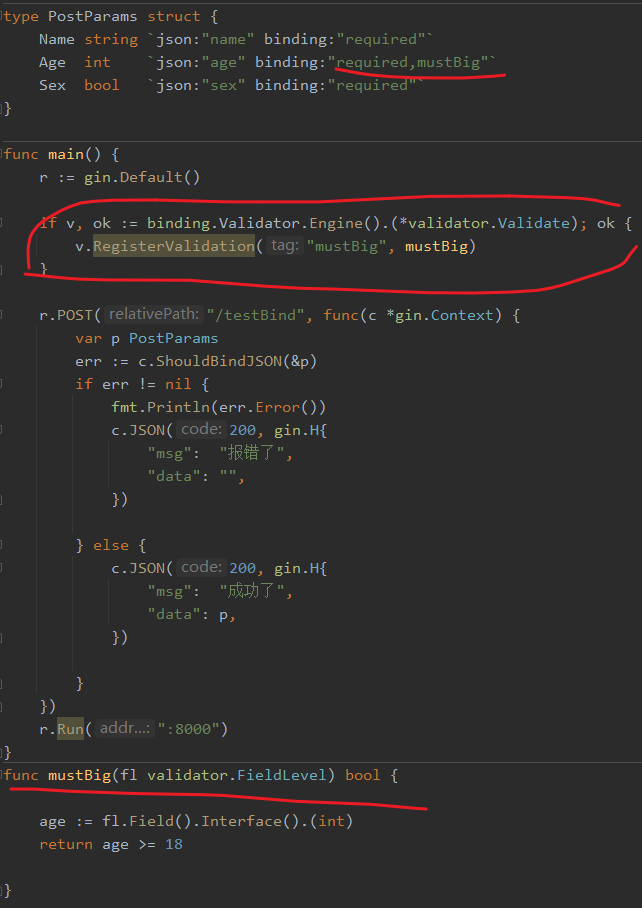 type PostParams struct {
Name string `json:"name" binding:"required"`
Age int `json:"age" binding:"required,mustBig"`
Sex bool `json:"sex" binding:"required"`
}
func main() {
r := gin.Default()
if v, ok := binding.Validator.Engine().(*validator.Validate); ok {
v.RegisterValidation( tag: "mustBig", mustBig)
}
r.POST( relativePath: "/testBind", func(c *gin.Context) {
var p PostParams
err := c.ShouldBindJSON(&p)
if err != nil {
fmt.Println(err.Error())
c.JSON( code: 200, gin.H{
"msg": "报错了",
"data": "",
})
} else {
c.JSON( code: 200, gin.H{
"msg": "成功了",
"data": p,
})
}
})
r.Run( addr...: ":8000")
}
func mustBig(fl validator.FieldLevel) bool {
age := fl.Field().Interface().(int)
return age >= 18
}